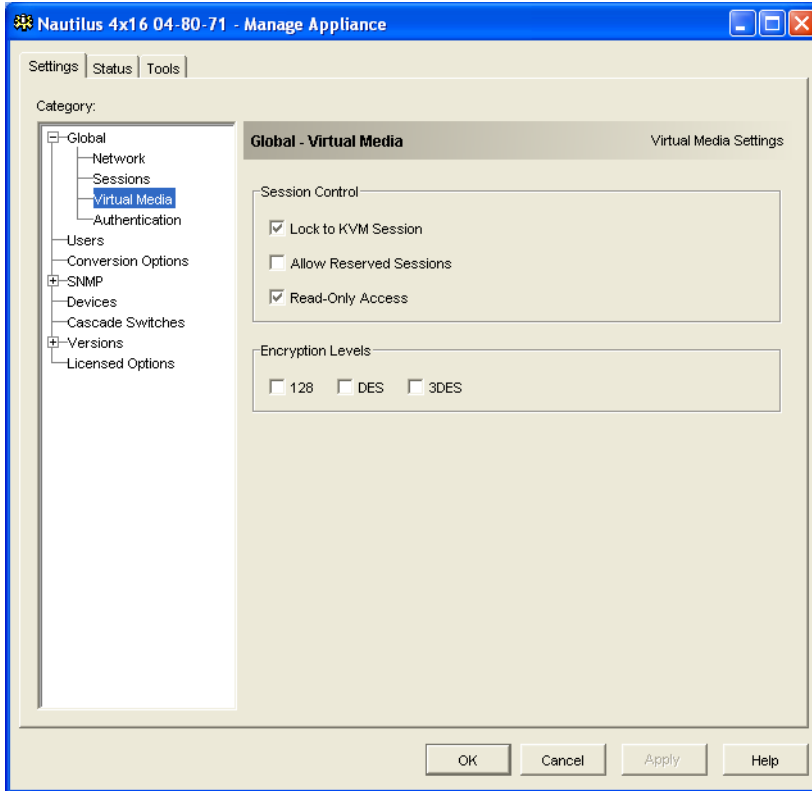 Nautilus 4x16 04-80-71 - Manage Appliance
Settings Status Tools
Category:
Global
Network
Sessions
Virtual Media
Authentication
Users
Conversion Options
SNMP
Devices
Cascade Switches
Versions
Licensed Options
Global - Virtual Media Virtual Media Settings
Session Control
Lock to KVM Session
Allow Reserved Sessions
Read-Only Access
Encryption Levels
128 DES 3DES
OK Cancel Apply Help